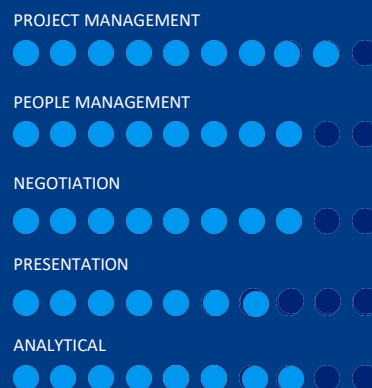 PROJECT MANAGEMENT
PEOPLE MANAGEMENT
NEGOTIATION
PRESENTATION
ANALYTICAL